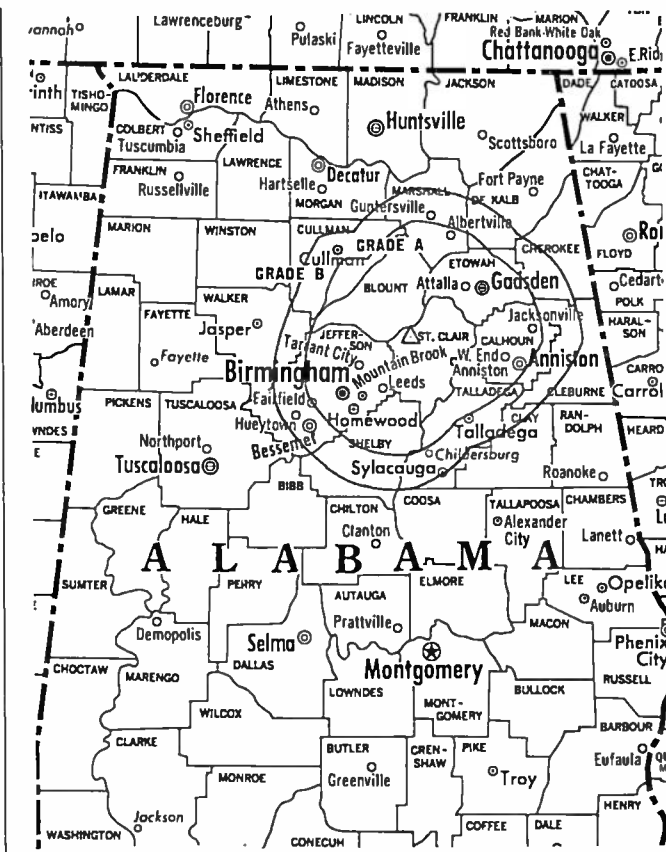 LINCOLN
FRANKLIN
MARION
Lawrenceburg
Pulaski
Fayetteville
Red Bank-White Oak
Chattanooga
LAUDERDALE
LIMESTONE
MADISON
JACKSON
DADE
CATOOSA
TISHO-
MINGO
Florence
Athens
WALKER
COLBERT
Sheffield
Tuscumbia
Huntsville
Scottsboro
La Fayette
FRANKLIN
LAWRENCE
Decatur
CHAT-
TOOGA
Russellville
Hartselle
MORGAN
MARSHALL
Fort Payne
DE KALB
Guntersville
Albertville
ITAWAMBA
MARION
WINSTON
CULLMAN
GRADE A
CHEROKEE
FLOYD
Cullman
ETOWAH
GRADE B
BLOUNT
Attalla
Gadsden
Amory
LAMAR
WALKER
POLK
FAYETTE
Jacksonville
HARAL-
SON
Aberdeen
Jasper
JEFFER-
SON
ST. CLAIR
CALHOUN
Tarrant City
Mountain Brook
W. End
Anniston
Anniston
Fayette
Birmingham
Leeds
TALLADEGA
CLEBURNE
PICKENS
TUSCALOOSA
Fairfield
Homewood
CLAY
RAN-
DOLPH
Hueytown
Talladega
HEARD
Bessemer
SHELBY
Childersburg
Northport
Tuscaloosa
Sylacauga
Roanoke
BIBB
COOSA
GREENE
HALE
CHILTON
TALLAPOOSA
CHAMBERS
Clanton
Alexander
City
Lanett
ALABAMA
SUMTER
PERRY
ELMORE
LEE
AUTAUGA
Auburn
Demopolis
Prattville
MACON
Selma
Phenix
City
CHOCTAW
DALLAS
Montgomery
MARENGO
LOWNDES
BULLOCK
RUSSELL
WILCOX
MONT-
GOMERY
BARBOUR
CLARKE
BUTLER
CREN-
SHAW
PIKE
Eufaula
MONROE
Greenville
Troy
HENRY
Jackson
WASHINGTON
CONECUH
COFFEE
DALE